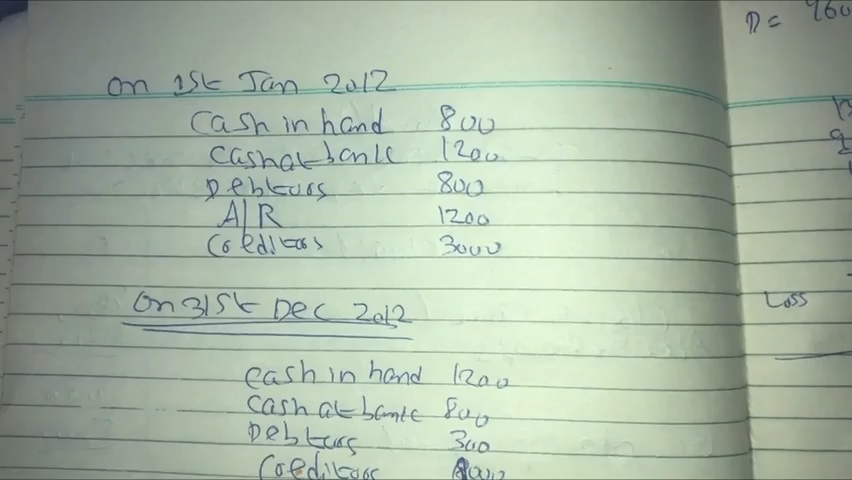 on 1st Jan 2012
Cash in hand 800
Cash at bank 1200
Debtors 800
A/R 1200
Creditors 3000
On 31st Dec 2012
cash in hand 1200
cash at bank 800
Debtors 300
Creditors
D= 960
Loss